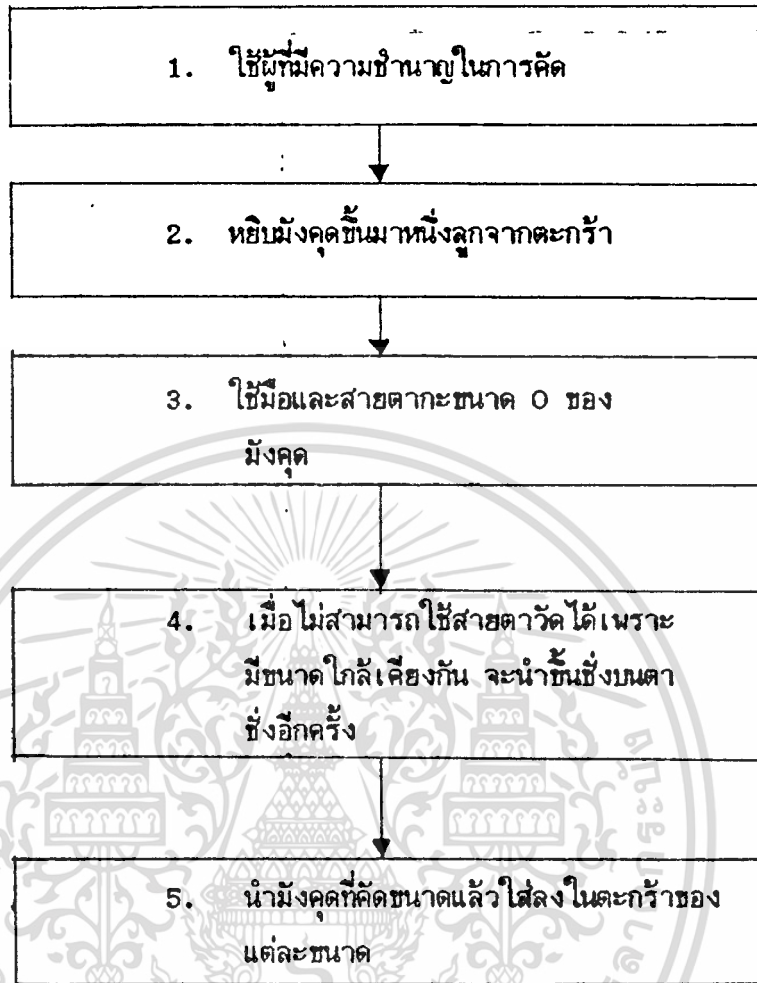 1. ใช้ผู้ที่มีความชำนาญในการคัด
2. หยิบมังคุดขึ้นมาหนึ่งลูกจากตะกร้า
3. ใช้มือและสายตากะขนาด O ของ
มังคุด
4. เมื่อไม่สามารถใช้สายตาวัดได้เพราะ
มีขนาดใกล้เคียงกัน จะนำขึ้นชั่งบนตา
ชั่งอีกครั้ง
5. นำมังคุดที่คัดขนาดแล้วใส่ลงในตะกร้าของ
แต่ละขนาด